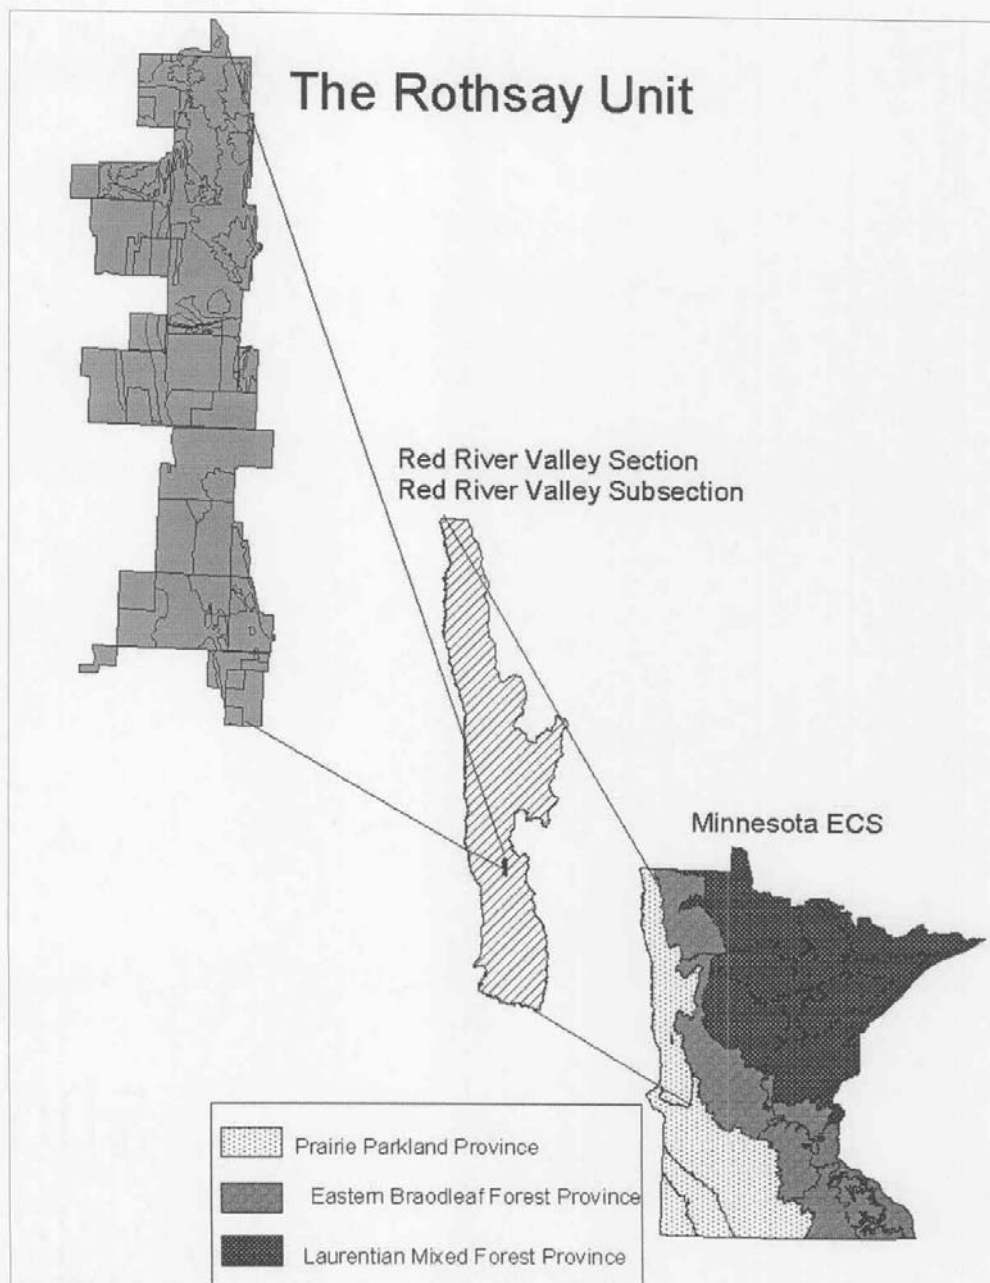 The Rothsay Unit
Red River Valley Section
Red River Valley Subsection
Minnesota ECS
Prairie Parkland Province
Eastern Braodleaf Forest Province
Laurentian Mixed Forest Province